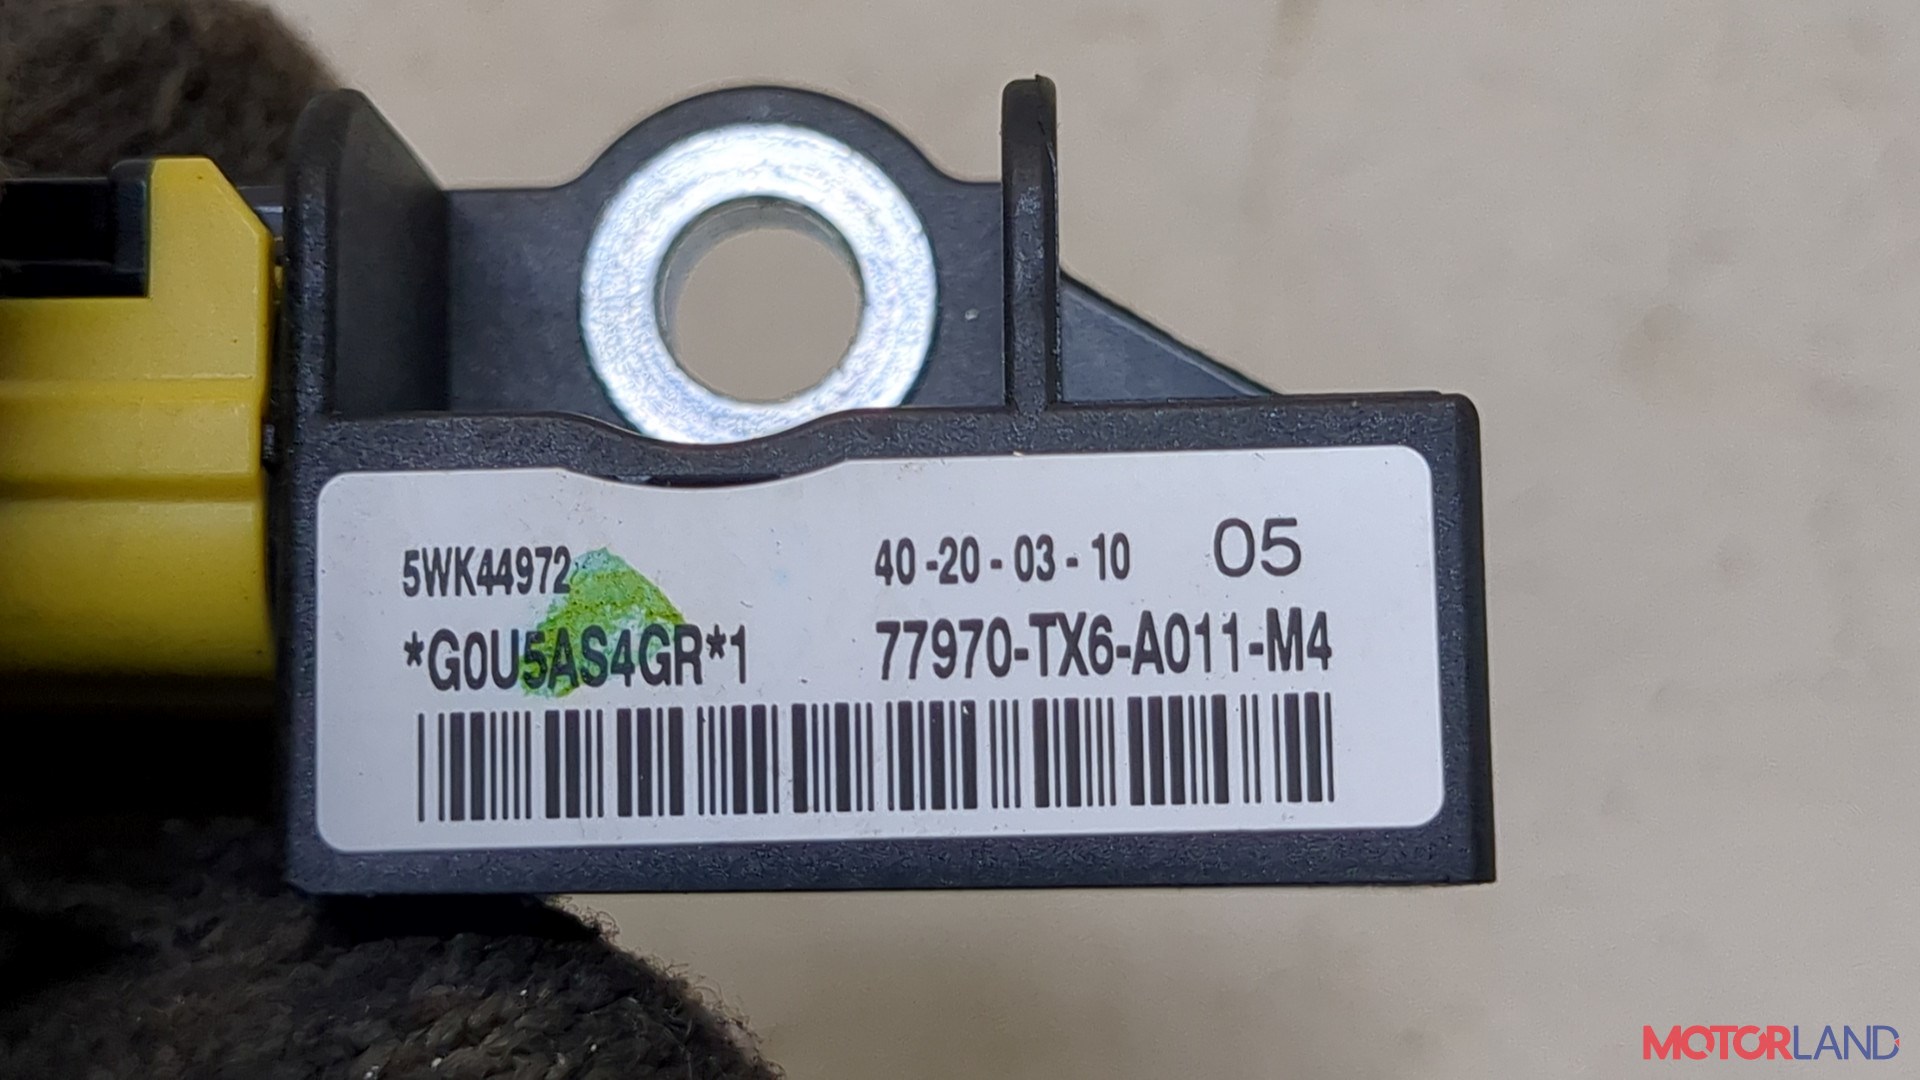 5WK44972 40-20-03-10 05
*G0U5AS4GR*1 77970-TX6-A011-M4
MOTORLAND